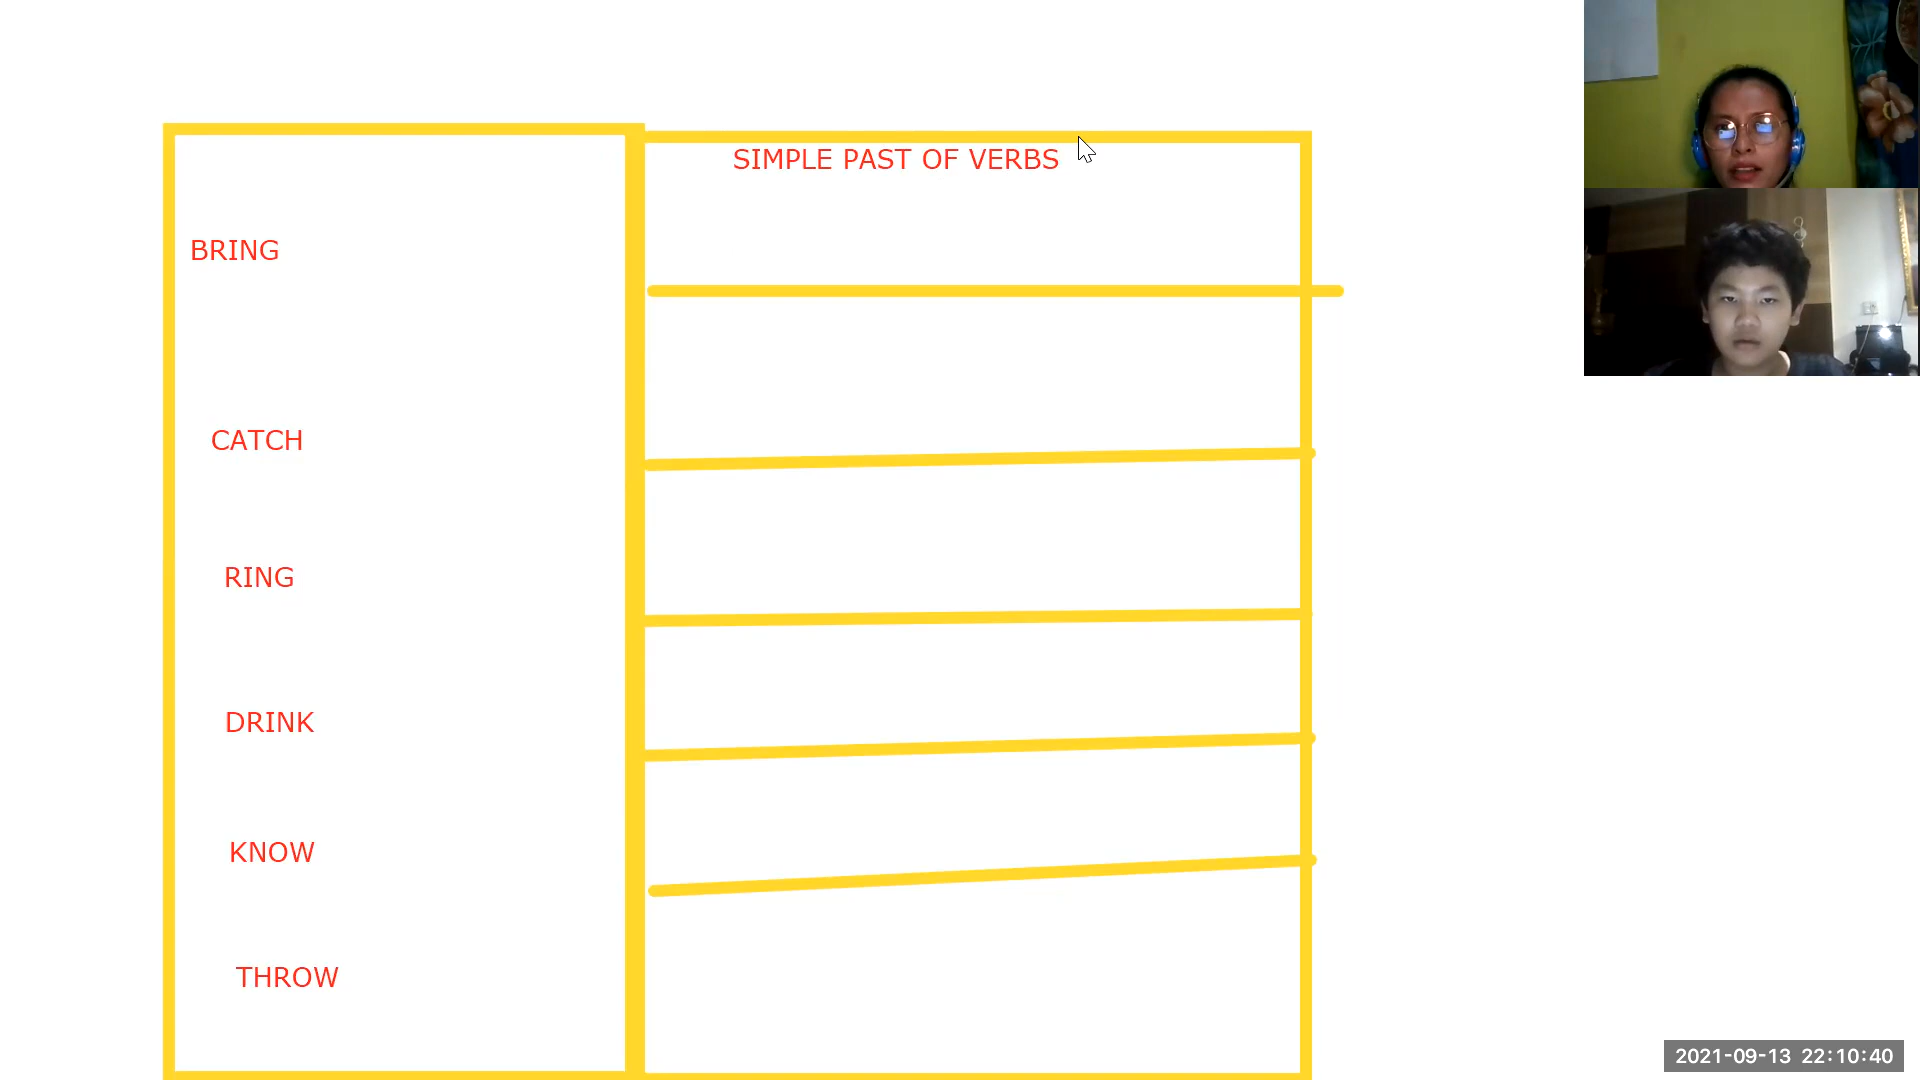 SIMPLE PAST OF VERBS
BRING
CATCH
RING
DRINK
KNOW
THROW
2021-09-13 22:10:40